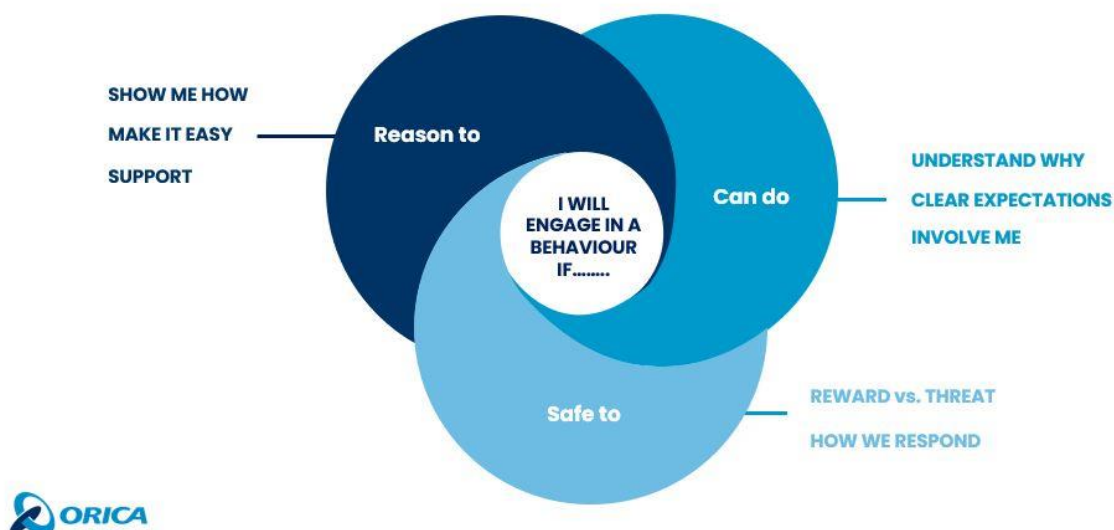 SHOW ME HOW
MAKE IT EASY
SUPPORT
Reason to
I WILL
ENGAGE IN A
BEHAVIOUR
IF........
Can do
UNDERSTAND WHY
CLEAR EXPECTATIONS
INVOLVE ME
Safe to
REWARD vs. THREAT
HOW WE RESPOND
ORICA